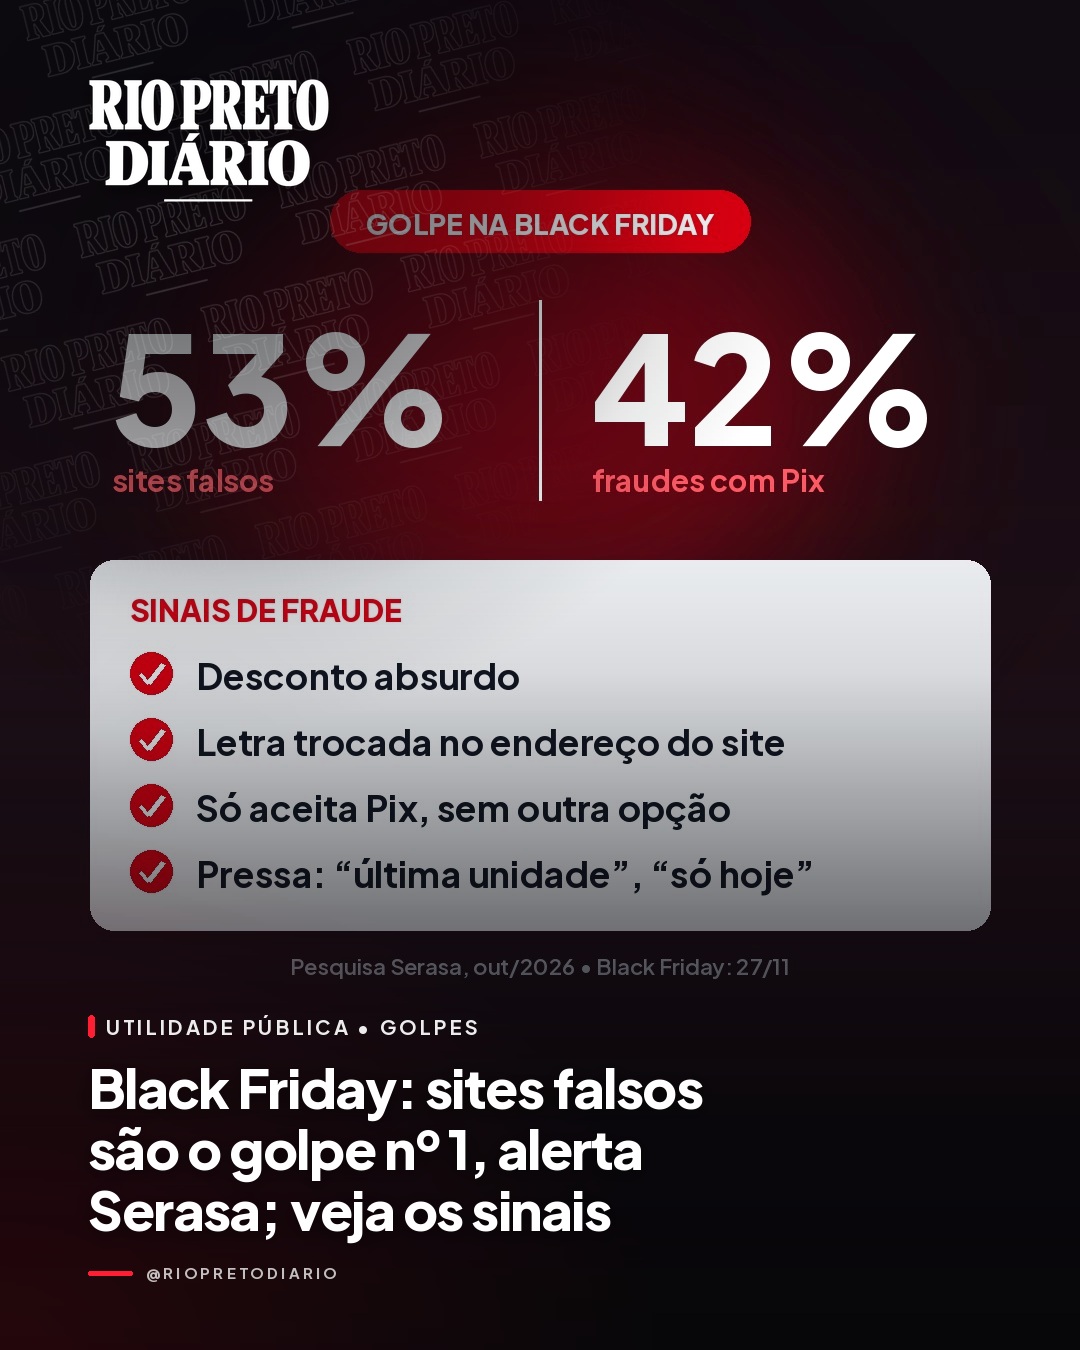 RIO PRETO
DIÁRIO
GOLPE NA BLACK FRIDAY
53%
sites falsos
42%
fraudes com Pix
SINAIS DE FRAUDE
Desconto absurdo
Letra trocada no endereço do site
Só aceita Pix, sem outra opção
Pressa: “última unidade”, “só hoje”
Pesquisa Serasa, out/2026 • Black Friday: 27/11
UTILIDADE PÚBLICA • GOLPES
Black Friday: sites falsos
são o golpe nº 1, alerta
Serasa; veja os sinais
@RIOPRETODIARIO